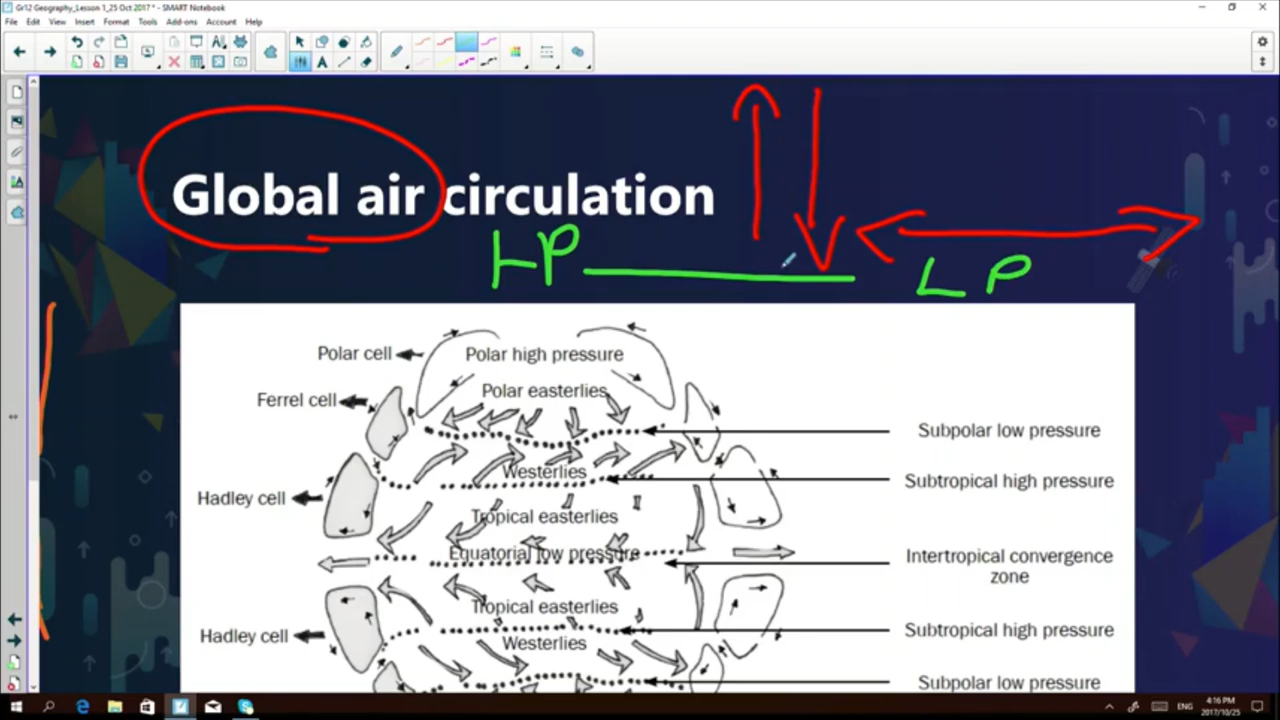 Gr12 Geography_Lesson 1_25 Oct 2017 * - SMART Notebook
File Edit View Insert Format Tools Add-ons Account Help
Global air circulation
LP LP
Polar cell
Polar high pressure
Ferrel cell
Polar easterlies
Subpolar low pressure
Westerlies
Subtropical high pressure
Hadley cell
Tropical easterlies
Equatorial low pressure
Intertropical convergence
zone
Tropical easterlies
Subtropical high pressure
Hadley cell
Westerlies
Subpolar low pressure
ENG
4:16 PM
2017/10/25